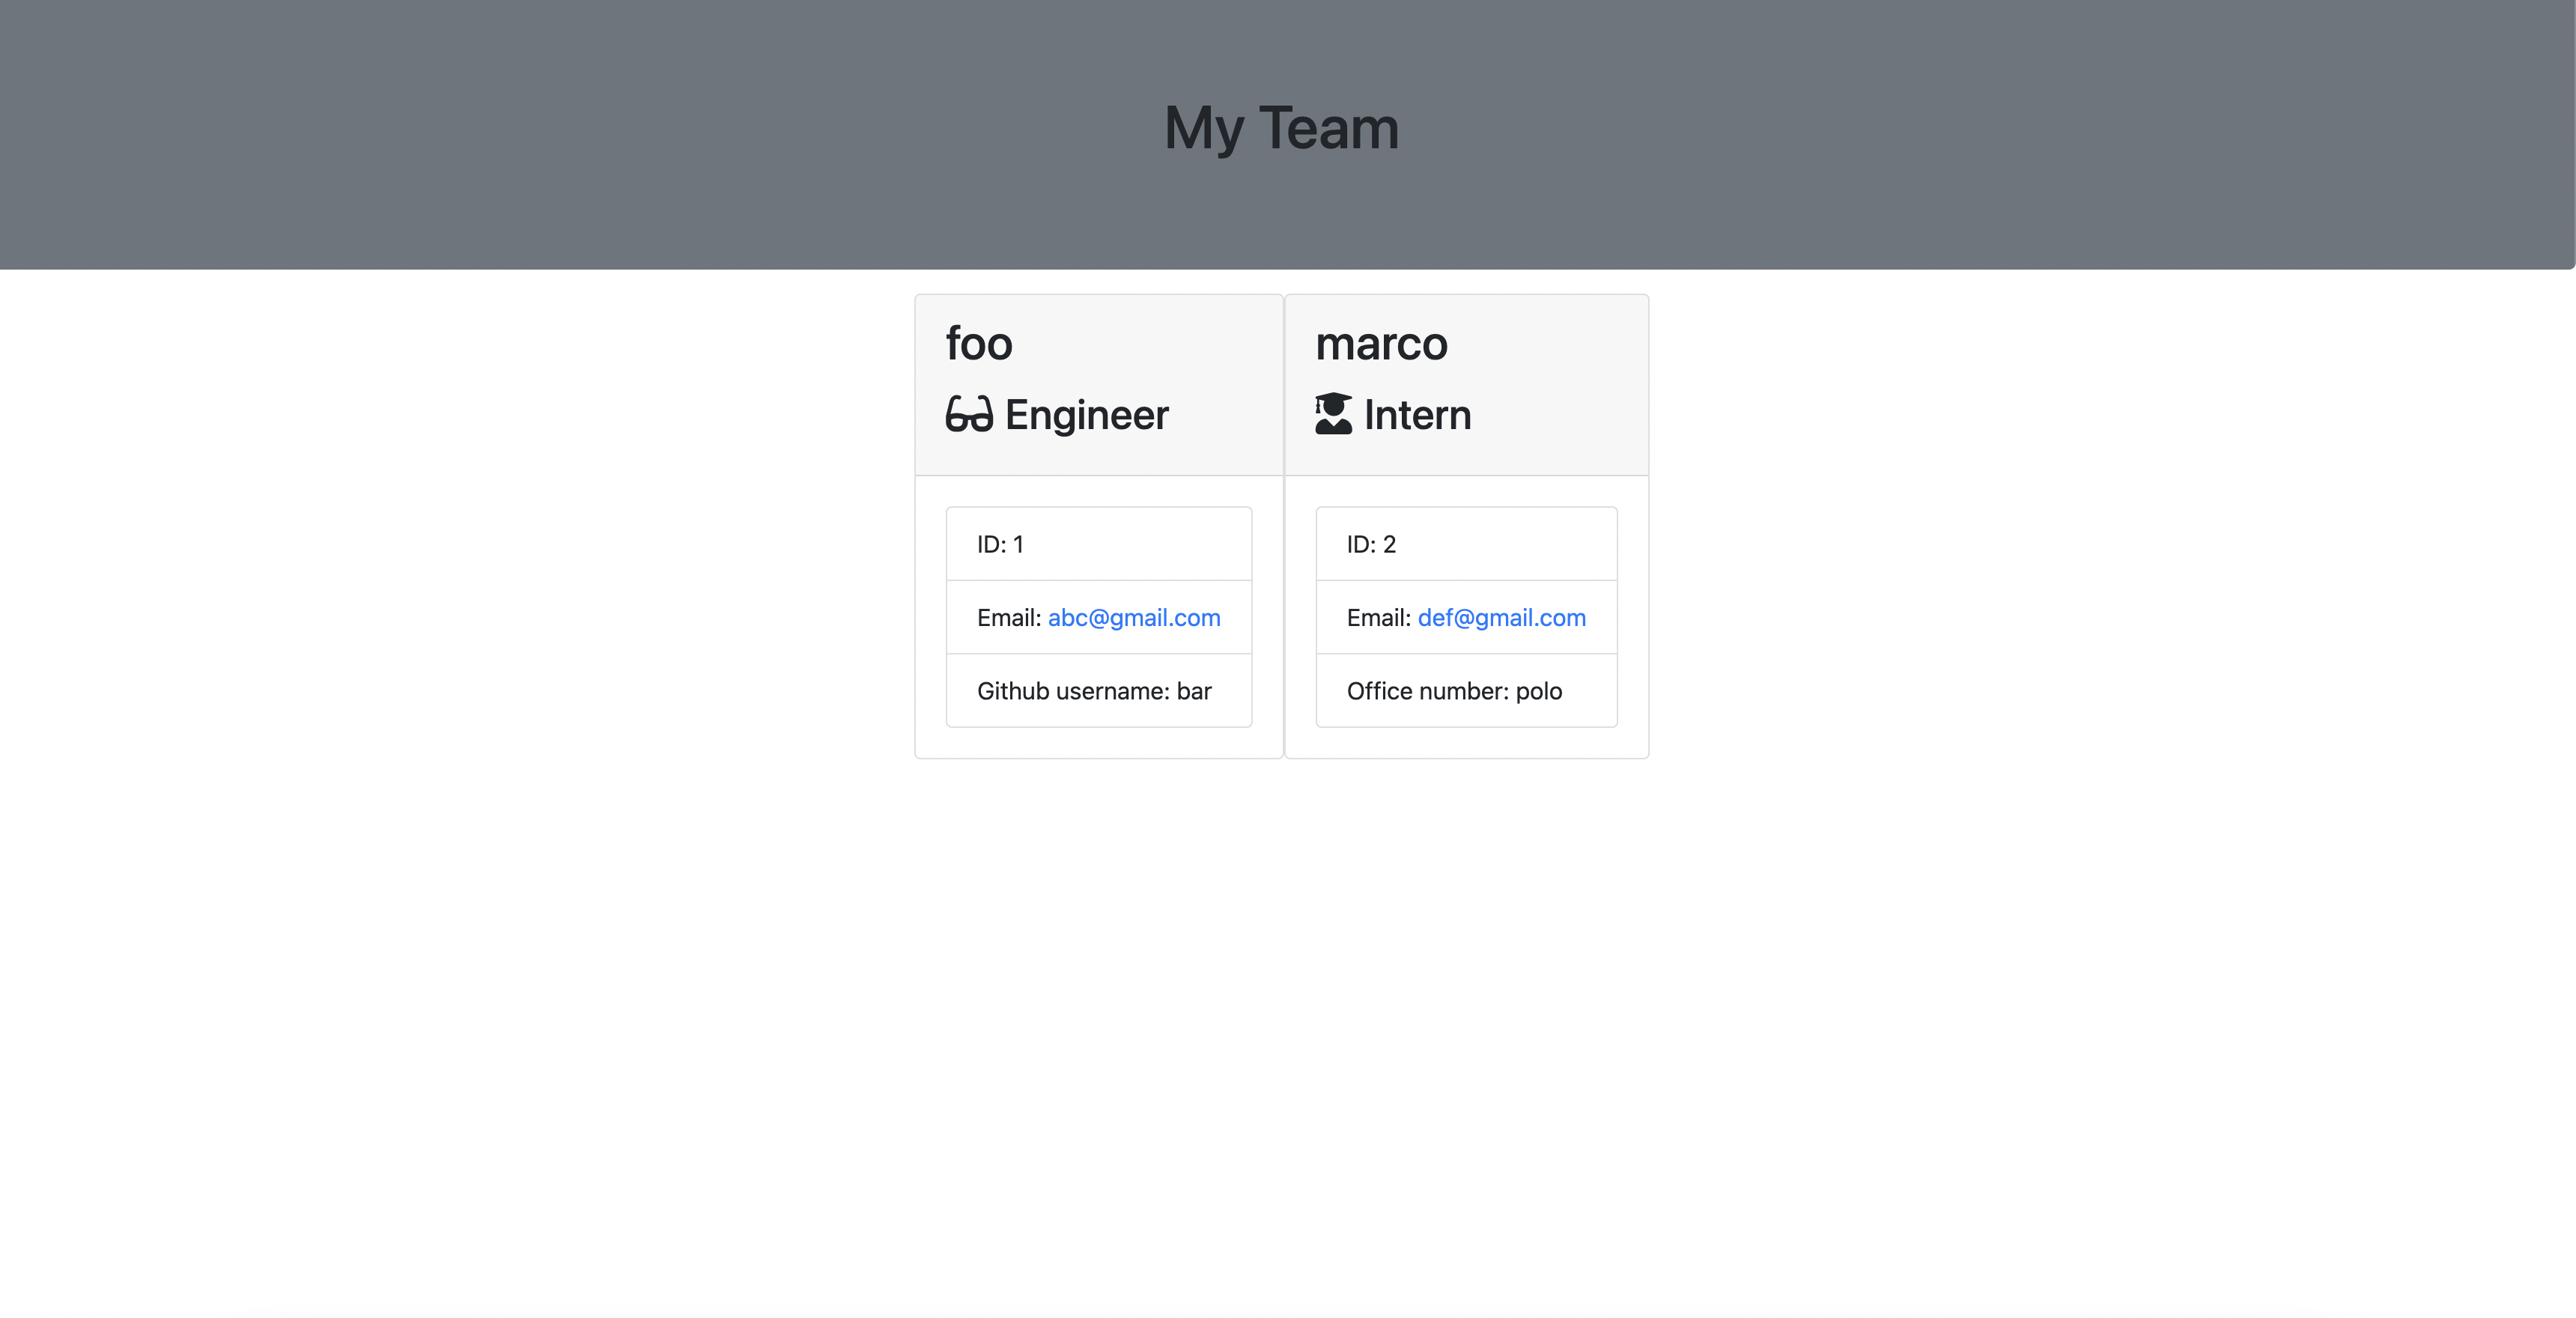 My Team
foo
Engineer
ID: 1
Email: abc@gmail.com
Github username: bar
marco
Intern
ID: 2
Email: def@gmail.com
Office number: polo